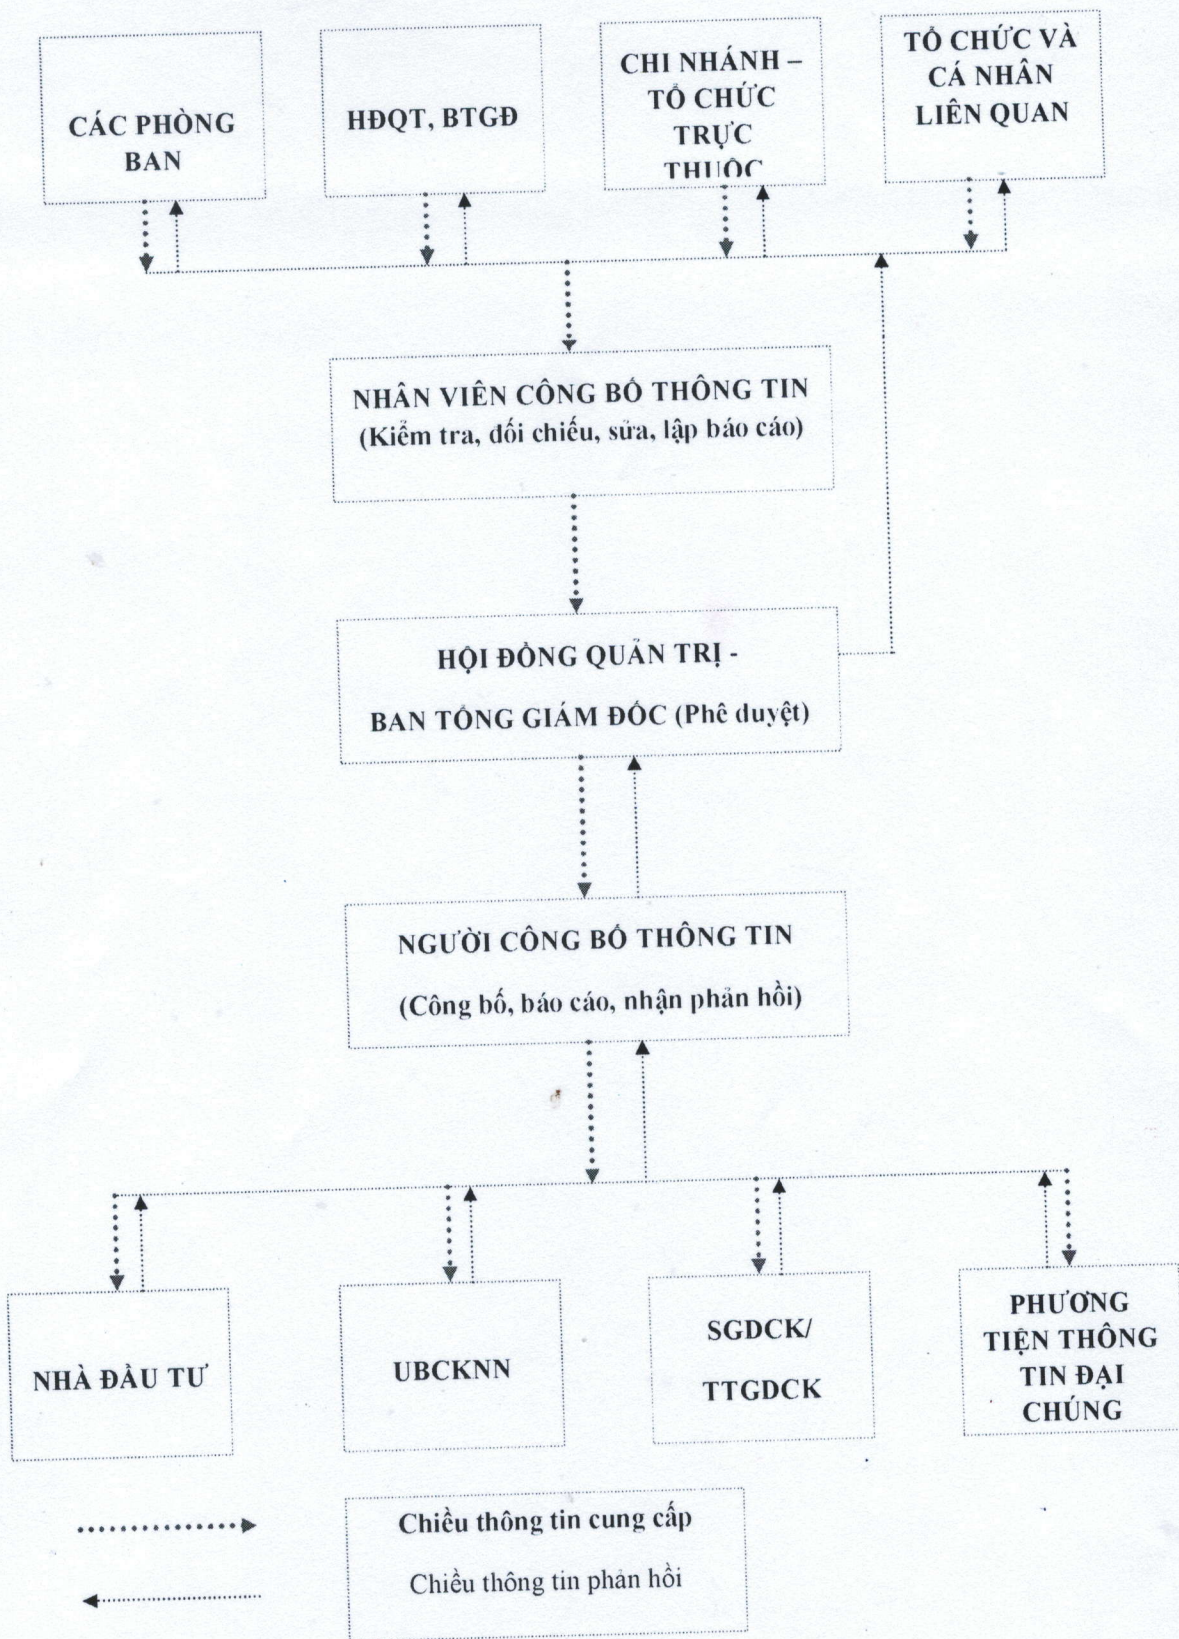 CÁC PHÒNG
BAN
HĐQT, BTGĐ
CHI NHÁNH –
TỔ CHỨC
TRỰC
THUỘC
TỔ CHỨC VÀ
CÁ NHÂN
LIÊN QUAN
NHÂN VIÊN CÔNG BỐ THÔNG TIN
(Kiểm tra, đối chiếu, sửa, lập báo cáo)
HỘI ĐỒNG QUẢN TRỊ -
BAN TỔNG GIÁM ĐỐC (Phê duyệt)
NGƯỜI CÔNG BỐ THÔNG TIN
(Công bố, báo cáo, nhận phản hồi)
NHÀ ĐẦU TƯ
UBCKNN
SGDCK/
TTGDCK
PHƯƠNG
TIỆN THÔNG
TIN ĐẠI
CHÚNG
Chiều thông tin cung cấp
Chiều thông tin phản hồi